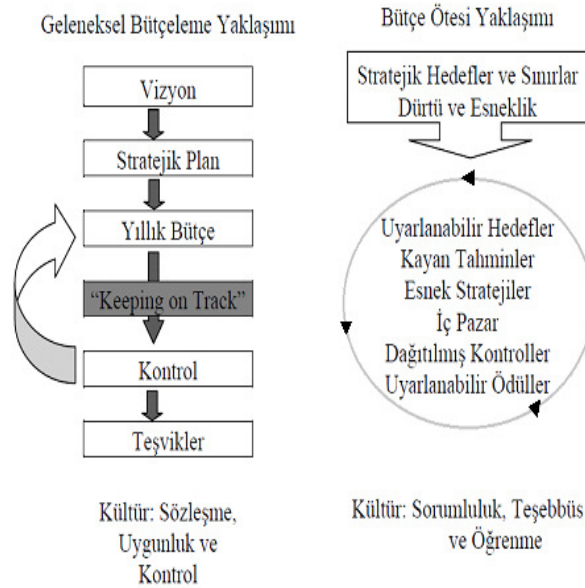 Geleneksel Bütçeleme Yaklaşımı
Vizyon
Stratejik Plan
Yıllık Bütçe
“Keeping on Track”
Kontrol
Teşvikler
Kültür: Sözleşme,
Uygunluk ve
Kontrol
Bütçe Ötesi Yaklaşımı
Stratejik Hedefler ve Sınırlar
Dürtü ve Esneklik
Uyarlanabilir Hedefler
Kayan Tahminler
Esnek Stratejiler
İç Pazar
Dağıtılmış Kontroller
Uyarlanabilir Ödüller
Kültür: Sorumluluk, Teşebbüs
ve Öğrenme